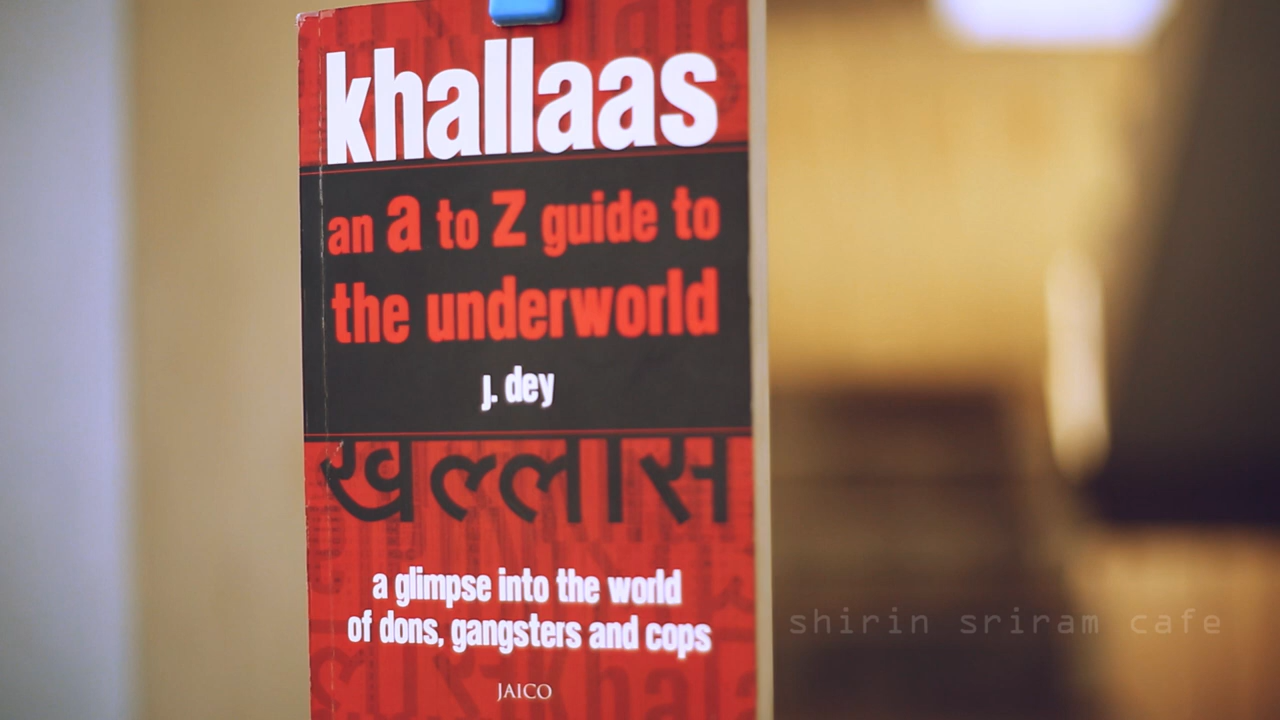 khallaas
an a to z guide to
the underworld
j. dey
खल्लास
a glimpse into the world
of dons, gangsters and cops
JAICO
shirin sriram cafe